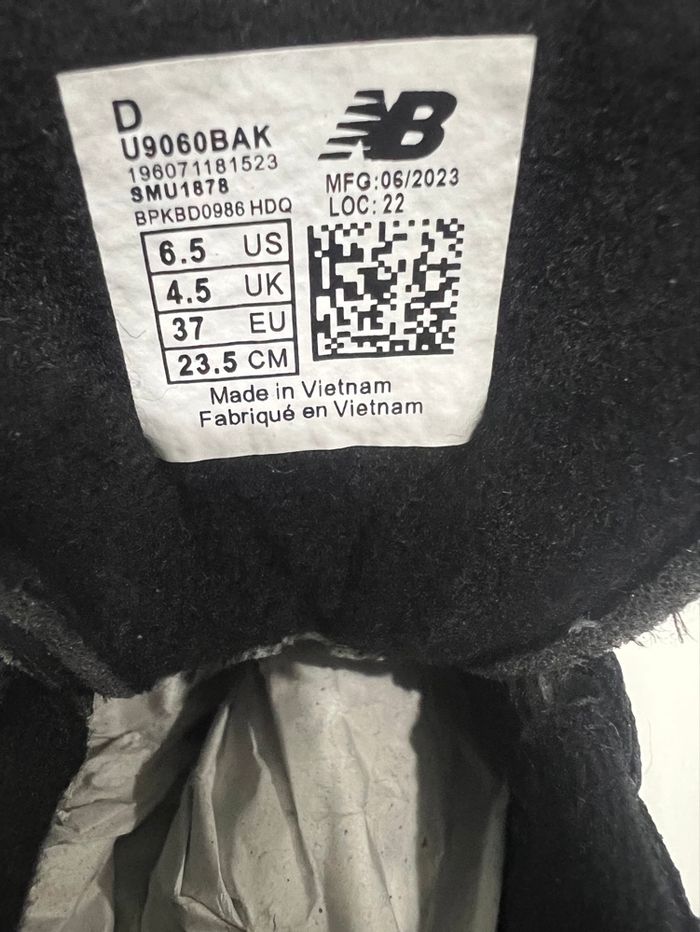 D
U9060BAK
196071181523
SMU1878
BPKBD0986 HDQ
NB
MFG:06/2023
LOC: 22
6.5 US
4.5 UK
37 EU
23.5 CM
Made in Vietnam
Fabriqué en Vietnam